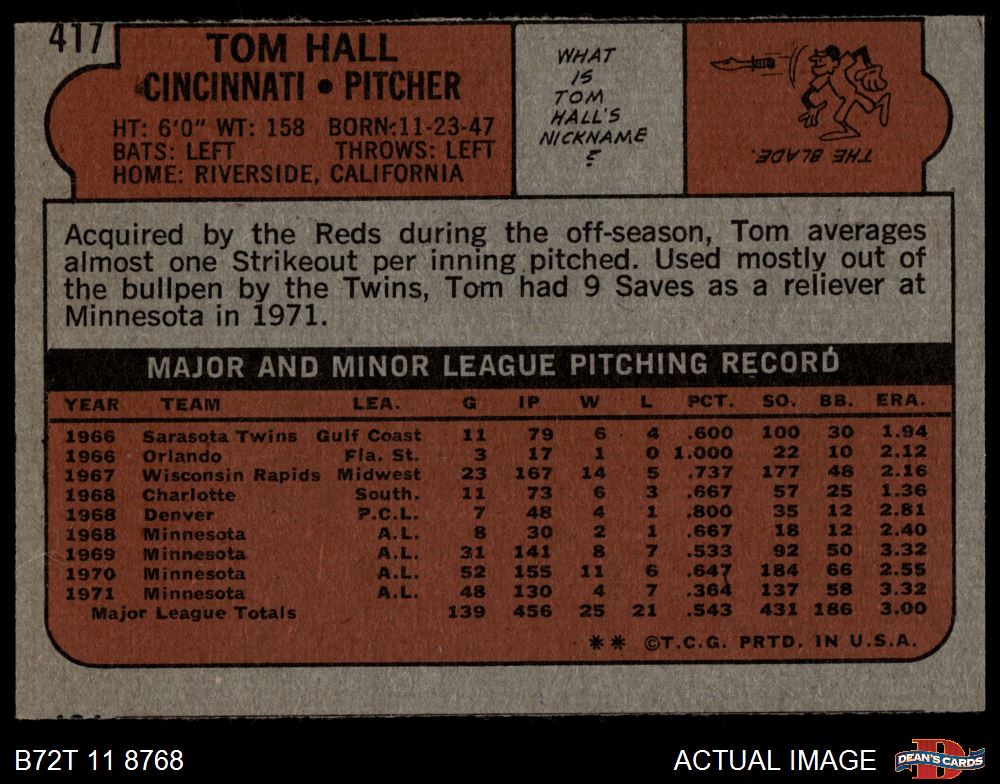 417
TOM HALL
CINCINNATI • PITCHER
HT: 6'0" WT: 158 BORN: 11-23-47
BATS: LEFT THROWS: LEFT
HOME: RIVERSIDE, CALIFORNIA
WHAT
IS
TOM
HALL'S
NICKNAME
?
THE BLADE.
Acquired by the Reds during the off-season, Tom averages
almost one Strikeout per inning pitched. Used mostly out of
the bullpen by the Twins, Tom had 9 Saves as a reliever at
Minnesota in 1971.
MAJOR AND MINOR LEAGUE PITCHING RECORD
YEAR TEAM LEA. G IP W L PCT. SO. BB. ERA.
1966 Sarasota Twins Gulf Coast 11 79 6 4 .600 100 30 1.94
1966 Orlando Fla. St. 3 17 1 0 1.000 22 10 2.12
1967 Wisconsin Rapids Midwest 23 167 14 5 .737 177 48 2.16
1968 Charlotte South. 11 73 6 3 .667 57 25 1.36
1968 Denver P.C.L. 7 48 4 1 .800 35 12 2.81
1968 Minnesota A.L. 8 30 2 1 .667 18 12 2.40
1969 Minnesota A.L. 31 141 8 7 .533 92 50 3.32
1970 Minnesota A.L. 52 155 11 6 .647 184 66 2.55
1971 Minnesota A.L. 48 130 4 7 .364 137 58 3.32
Major League Totals 139 456 25 21 .543 431 186 3.00
** ©T.C.G. PRTD. IN U.S.A.
B72T 11 8768
ACTUAL IMAGE
DEAN'S CARDS